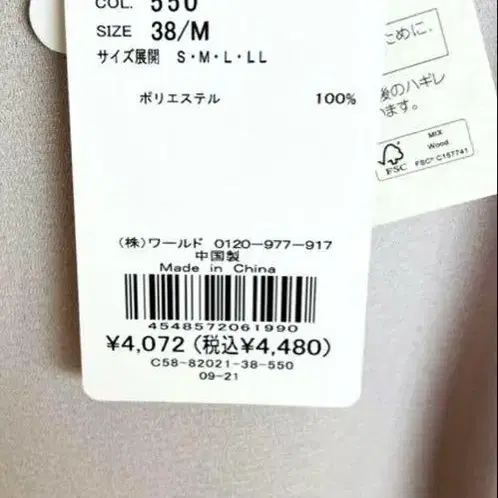 COL. 550
SIZE 38/M
サイズ展開 S・M・L・LL
ポリエステル 100%
(株)ワールド 0120-977-917
中国製
Made in China
4548572061990
¥4,072(税込¥4,480)
C58-82021-38-550
09-21
ために、
後のハギレ
います。
MIX
Wood
FSC
FSC® C157741